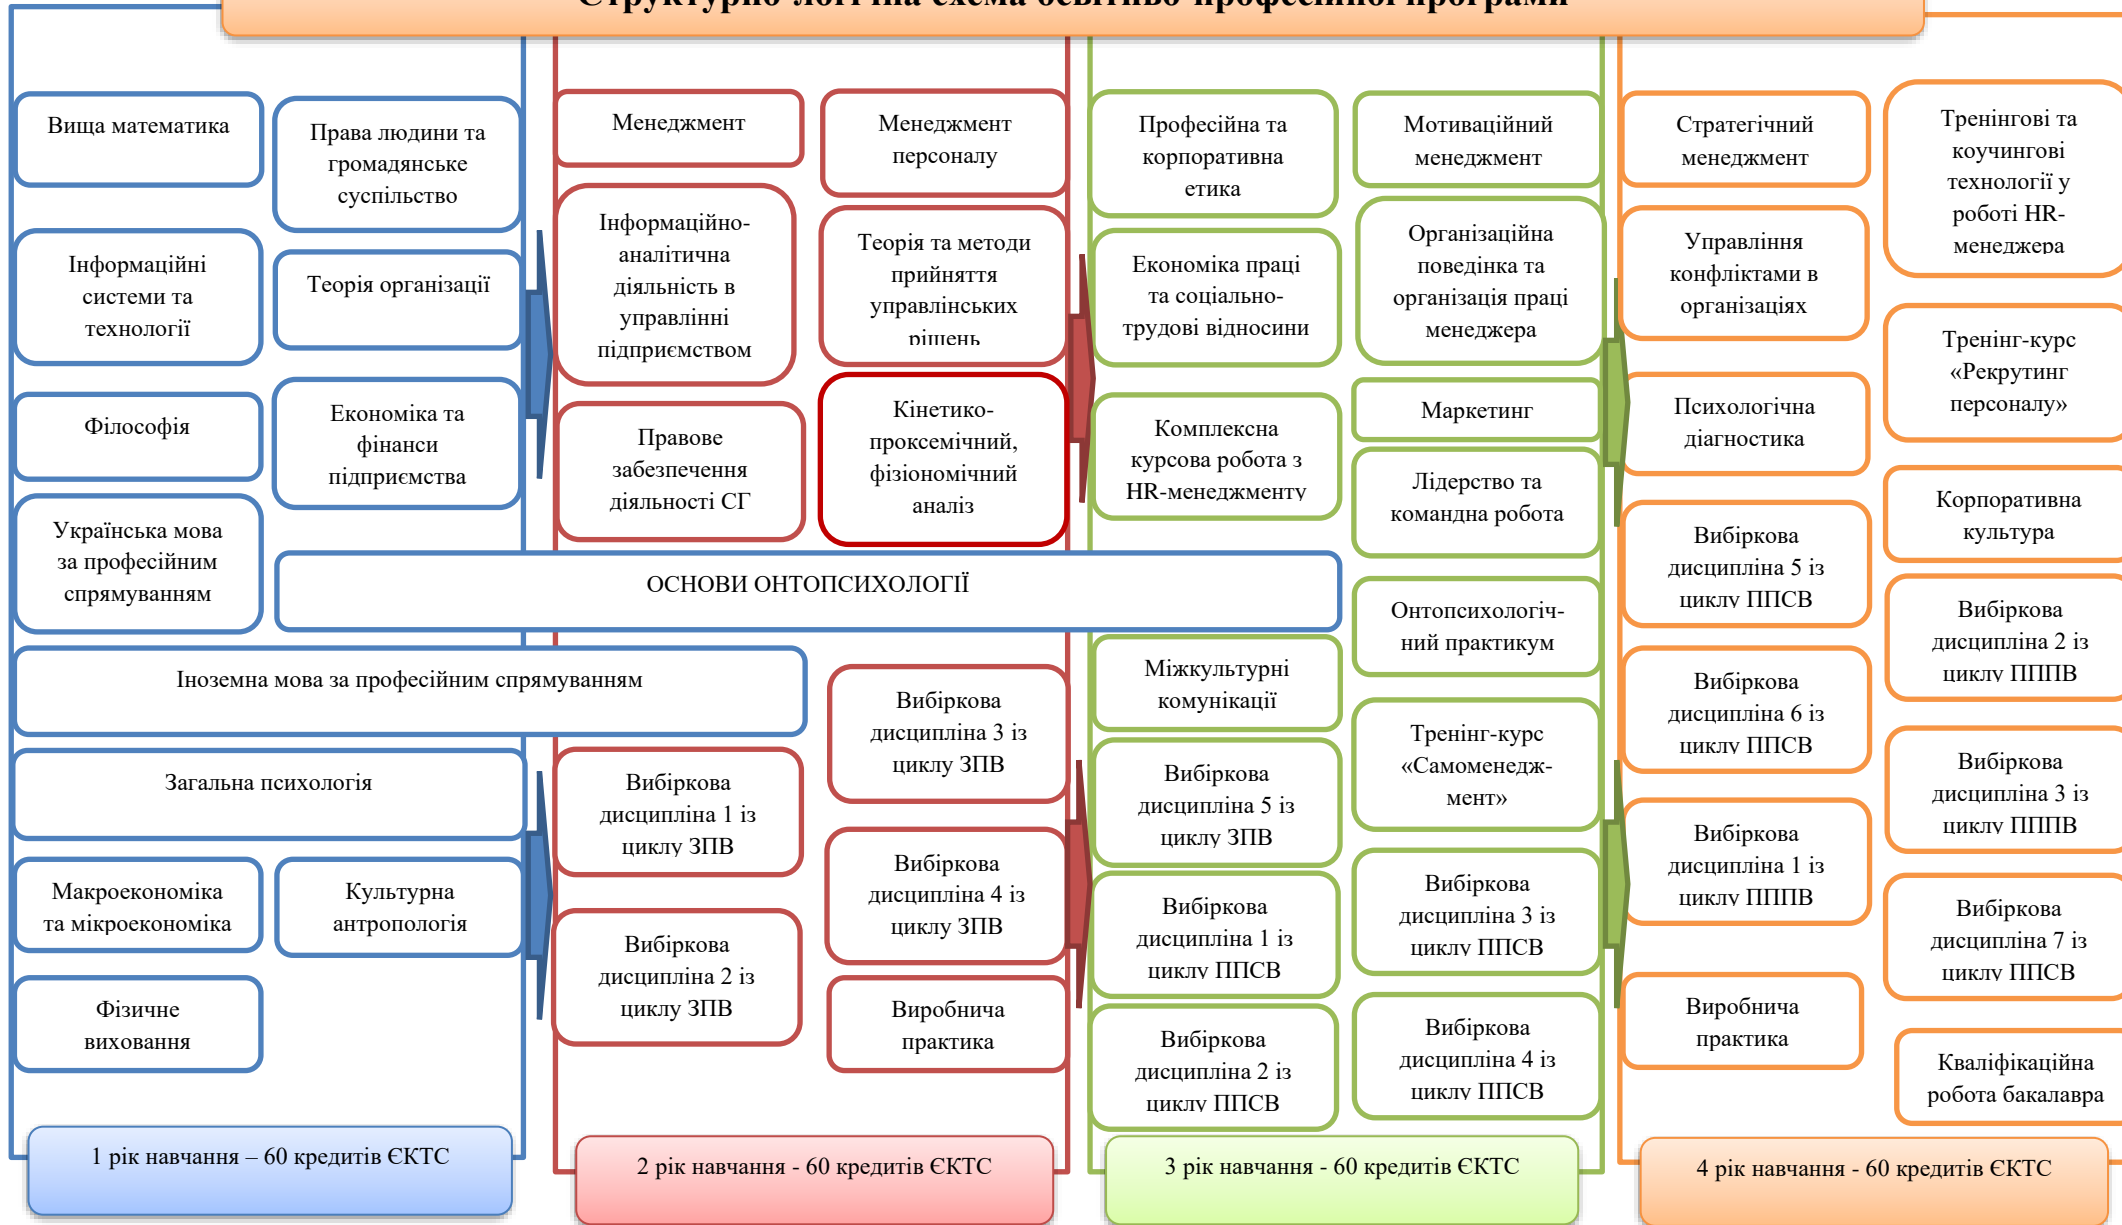 Структурно-логічна схема освітньо-професійної програми
Вища математика
Права людини та
громадянське
суспільство
Інформаційні
системи та
технології
Теорія організації
Філософія
Економіка та
фінанси
підприємства
Українська мова
за професійним
спрямуванням
ОСНОВИ ОНТОПСИХОЛОГІЇ
Іноземна мова за професійним спрямуванням
Загальна психологія
Макроекономіка
та мікроекономіка
Культурна
антропологія
Фізичне
виховання
1 рік навчання – 60 кредитів ЄКТС
Менеджмент
Менеджмент
персоналу
Інформаційно-
аналітична
діяльність в
управлінні
підприємством
Теорія та методи
прийняття
управлінських
рішень
Правове
забезпечення
діяльності СГ
Кінетико-
проксемічний,
фізіономічний
аналіз
Вибіркова
дисципліна 3 із
циклу ЗПВ
Вибіркова
дисципліна 1 із
циклу ЗПВ
Вибіркова
дисципліна 4 із
циклу ЗПВ
Вибіркова
дисципліна 2 із
циклу ЗПВ
Виробнича
практика
2 рік навчання - 60 кредитів ЄКТС
Професійна та
корпоративна
етика
Мотиваційний
менеджмент
Економіка праці
та соціально-
трудові відносини
Організаційна
поведінка та
організація праці
менеджера
Комплексна
курсова робота з
HR-менеджменту
Маркетинг
Лідерство та
командна робота
Онтопсихологіч-
ний практикум
Міжкультурні
комунікації
Тренінг-курс
«Самоменедж-
мент»
Вибіркова
дисципліна 5 із
циклу ЗПВ
Вибіркова
дисципліна 1 із
циклу ППСВ
Вибіркова
дисципліна 3 із
циклу ППСВ
Вибіркова
дисципліна 2 із
циклу ППСВ
Вибіркова
дисципліна 4 із
циклу ППСВ
3 рік навчання - 60 кредитів ЄКТС
Стратегічний
менеджмент
Тренінгові та
коучингові
технології у
роботі HR-
менеджера
Управління
конфліктами в
організаціях
Тренінг-курс
«Рекрутинг
персоналу»
Психологічна
діагностика
Корпоративна
культура
Вибіркова
дисципліна 5 із
циклу ППСВ
Вибіркова
дисципліна 2 із
циклу ПППВ
Вибіркова
дисципліна 6 із
циклу ППСВ
Вибіркова
дисципліна 3 із
циклу ПППВ
Вибіркова
дисципліна 1 із
циклу ПППВ
Вибіркова
дисципліна 7 із
циклу ППСВ
Виробнича
практика
Кваліфікаційна
робота бакалавра
4 рік навчання - 60 кредитів ЄКТС